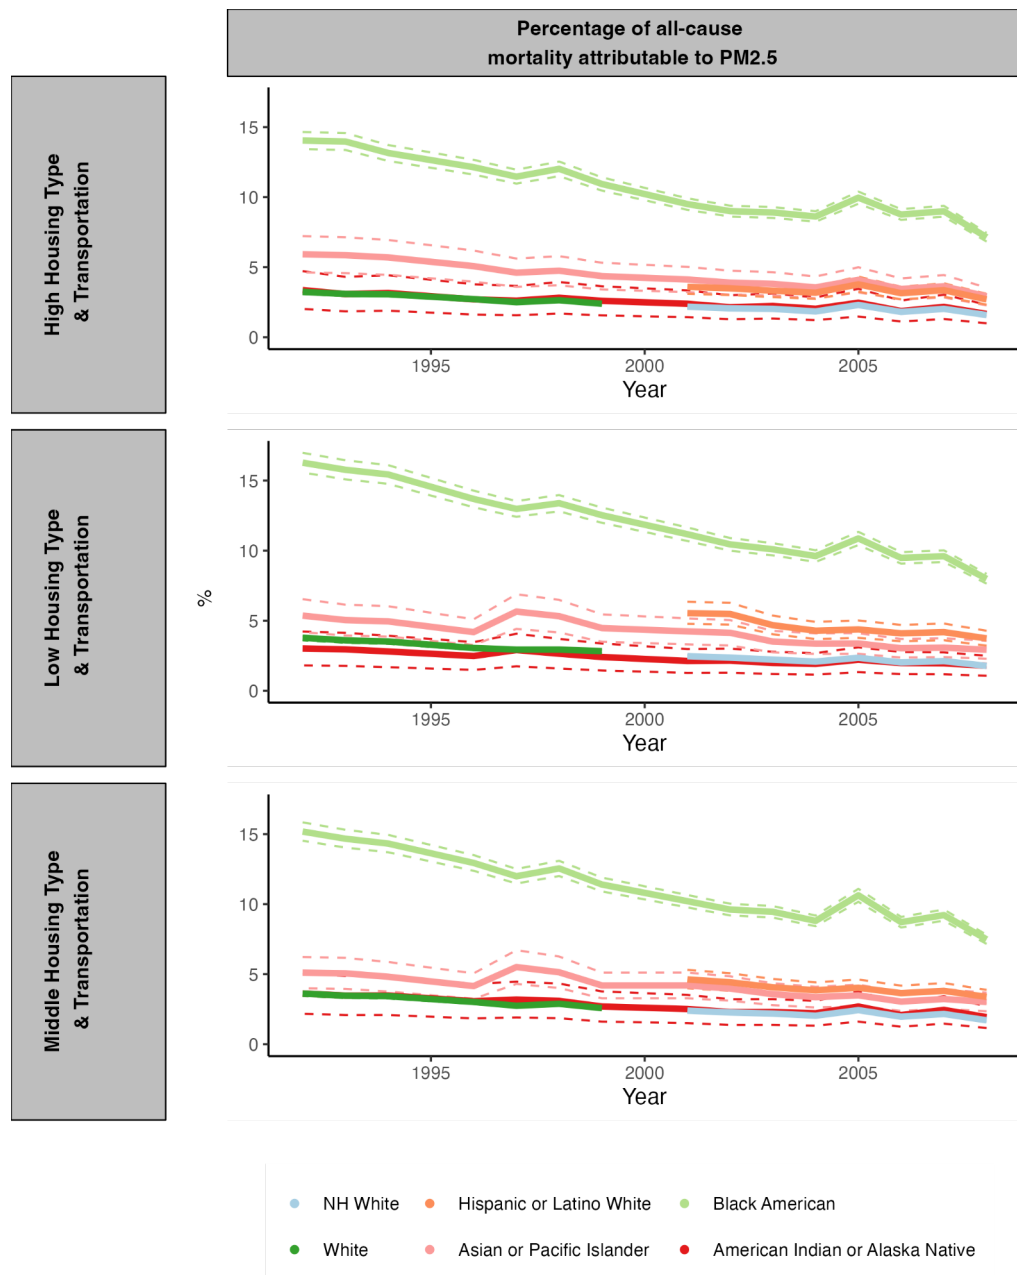 Percentage of all-cause
mortality attributable to PM2.5
High Housing Type
& Transportation
15
10
5
0
1995
2000
2005
Year
Low Housing Type
& Transportation
%
15
10
5
0
1995
2000
2005
Year
Middle Housing Type
& Transportation
15
10
5
0
1995
2000
2005
Year
NH White
Hispanic or Latino White
Black American
White
Asian or Pacific Islander
American Indian or Alaska Native